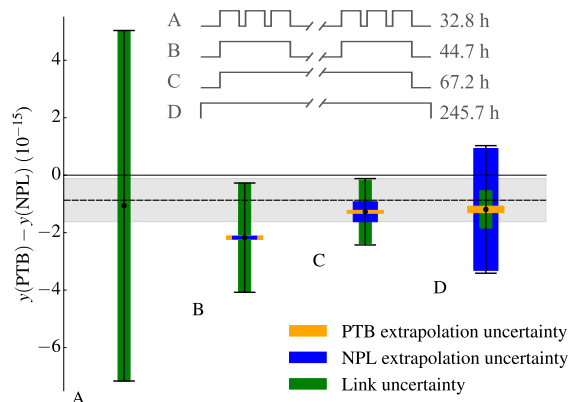 A 32.8 h
B 44.7 h
C 67.2 h
D 245.7 h
y(PTB) − y(NPL) (10⁻¹⁵)
4
2
0
−2
−4
−6
A
B
C
D
PTB extrapolation uncertainty
NPL extrapolation uncertainty
Link uncertainty